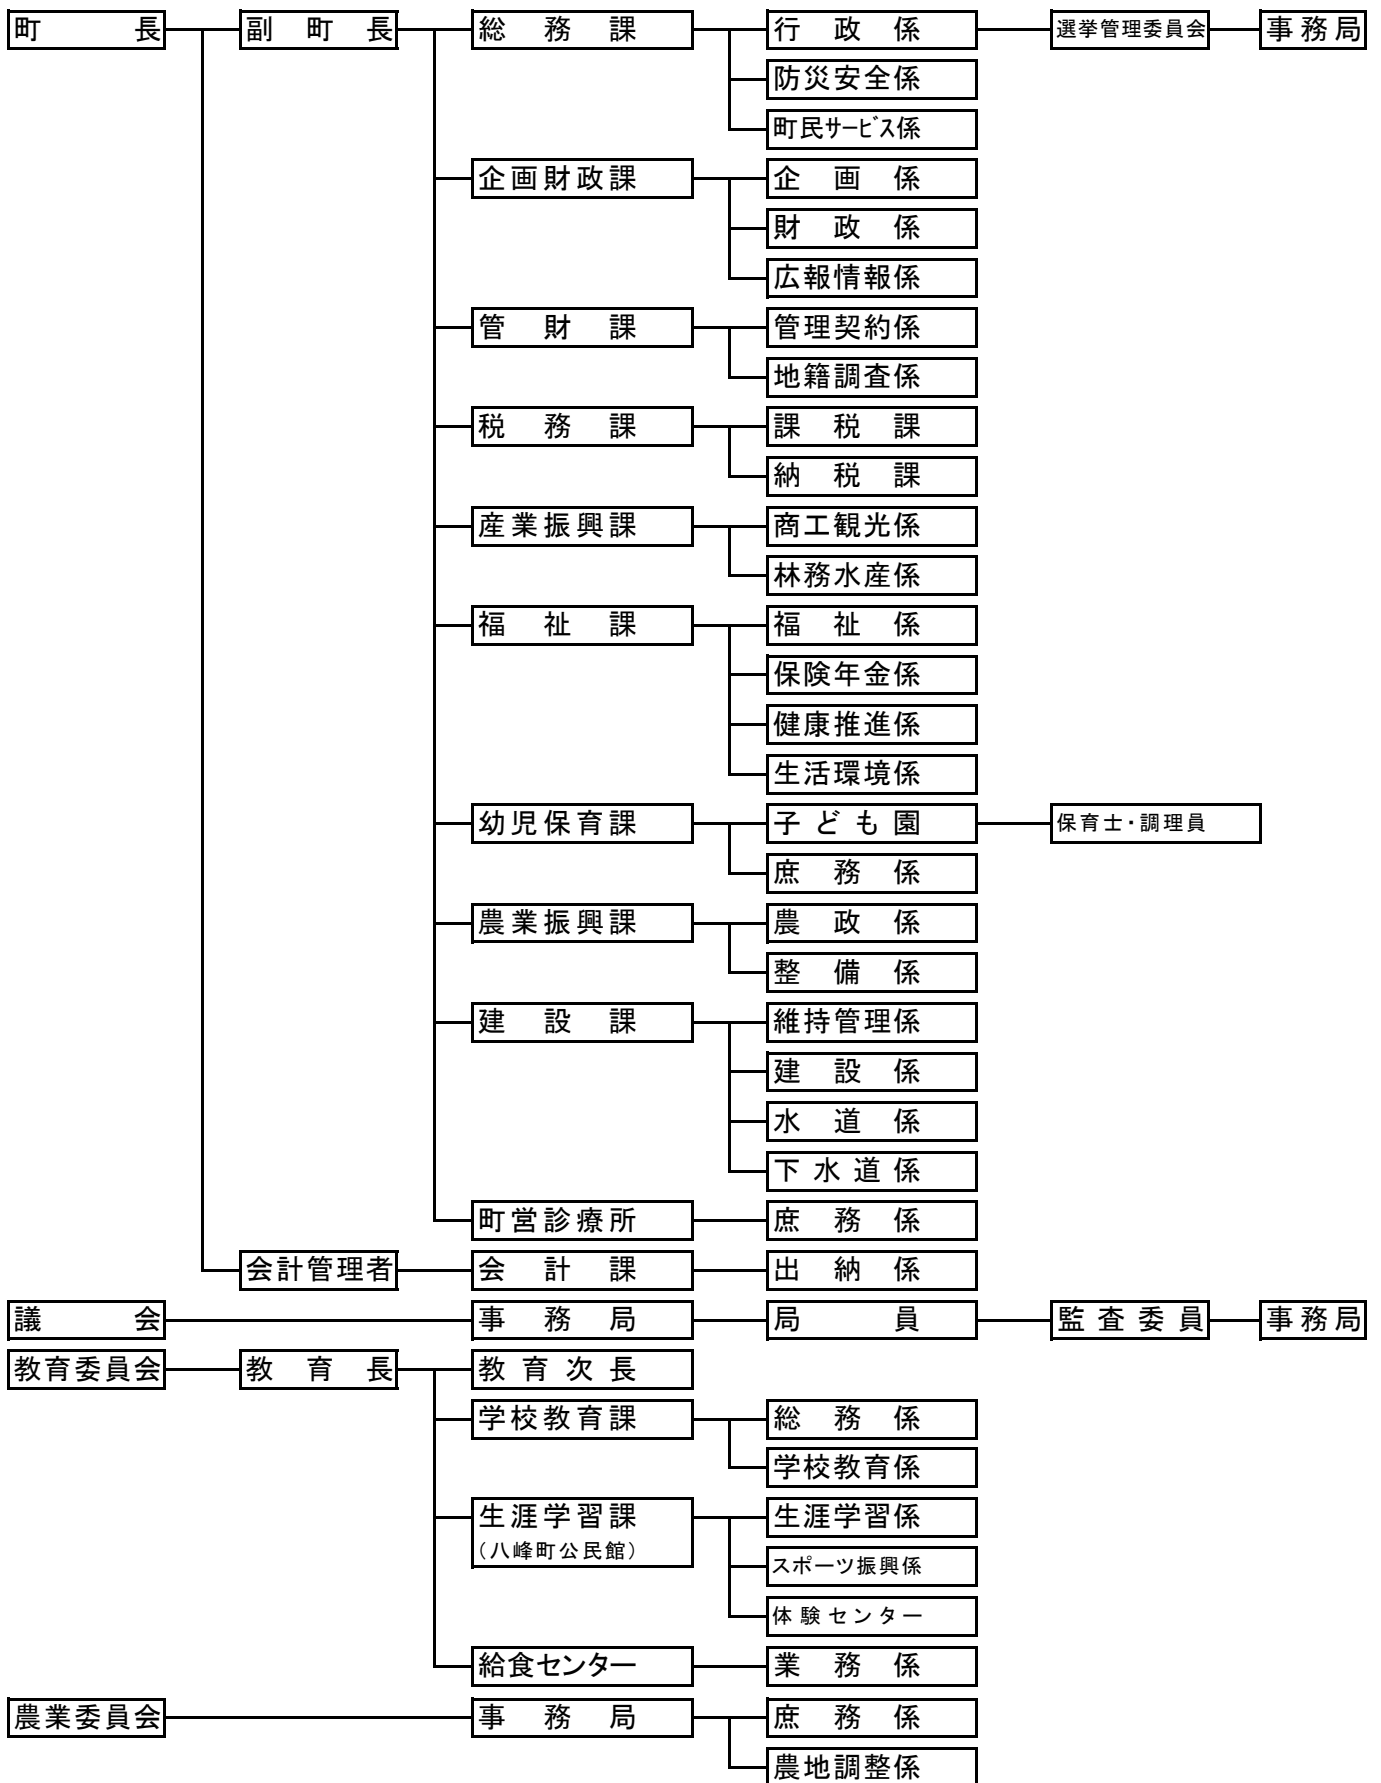 町長 副町長 総務課 行政係 選挙管理委員会 事務局
防災安全係
町民サービス係
企画財政課 企画係
財政係
広報情報係
管財課 管理契約係
地籍調査係
税務課 課税課
納税課
産業振興課 商工観光係
林務水産係
福祉課 福祉係
保険年金係
健康推進係
生活環境係
幼児保育課 子ども園 保育士・調理員
庶務係
農業振興課 農政係
整備係
建設課 維持管理係
建設係
水道係
下水道係
町営診療所 庶務係
会計管理者 会計課 出納係
議会 事務局 局員 監査委員 事務局
教育委員会 教育長 教育次長
学校教育課 総務係
学校教育係
生涯学習課 生涯学習係
(八峰町公民館)
スポーツ振興係
体験センター
給食センター 業務係
農業委員会 事務局 庶務係
農地調整係